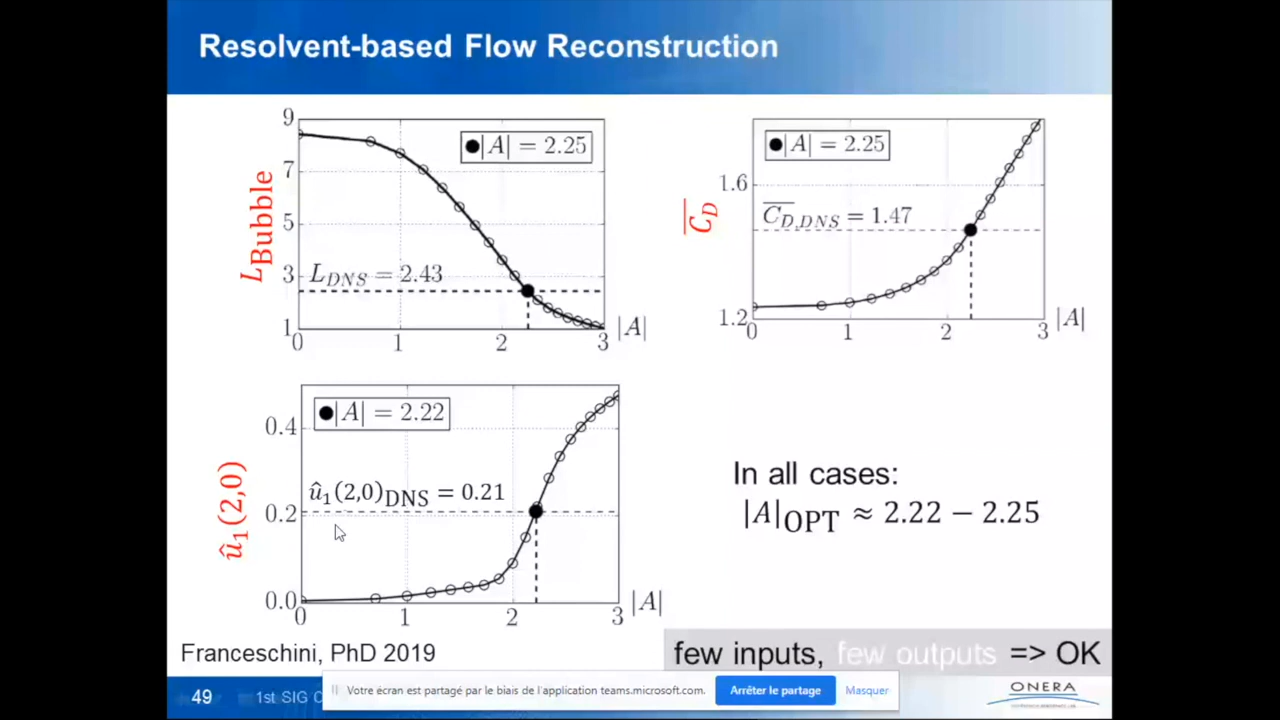 Resolvent-based Flow Reconstruction
9
7
5
3
1
0
1
2
3
|A|
L_Bubble
|A| = 2.25
L_DNS = 2.43
1.6
1.2
0
1
2
3
|A|
C̅_D
|A| = 2.25
C̅_D,DNS = 1.47
0.4
0.2
0.0
0
1
2
3
|A|
û₁(2,0)
|A| = 2.22
û₁(2,0)_DNS = 0.21
In all cases:
|A|_OPT ≈ 2.22 − 2.25
Franceschini, PhD 2019
few inputs, few outputs => OK
49
1st SIG
Votre écran est partagé par le biais de l'application teams.microsoft.com.
Arrêter le partage
Masquer
ONERA